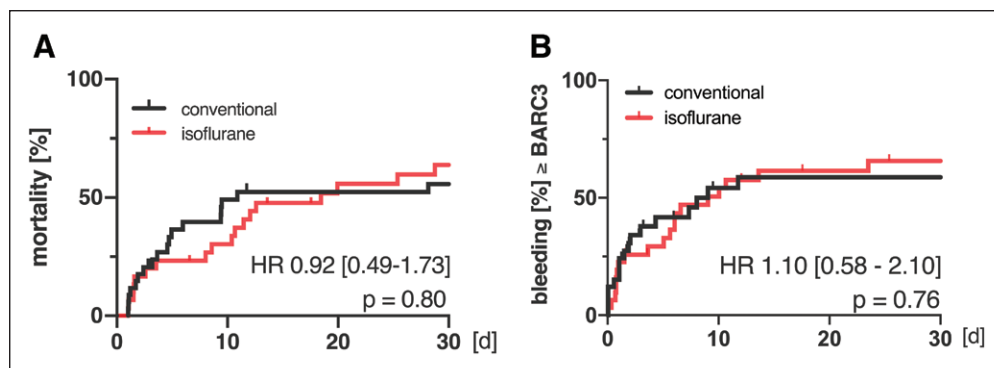 A
100
conventional
isoflurane
mortality [%]
50
HR 0.92 [0.49-1.73]
p = 0.80
0
0 10 20 30 [d]
B
100
conventional
isoflurane
bleeding [%] ≥ BARC3
50
HR 1.10 [0.58 - 2.10]
p = 0.76
0
0 10 20 30 [d]